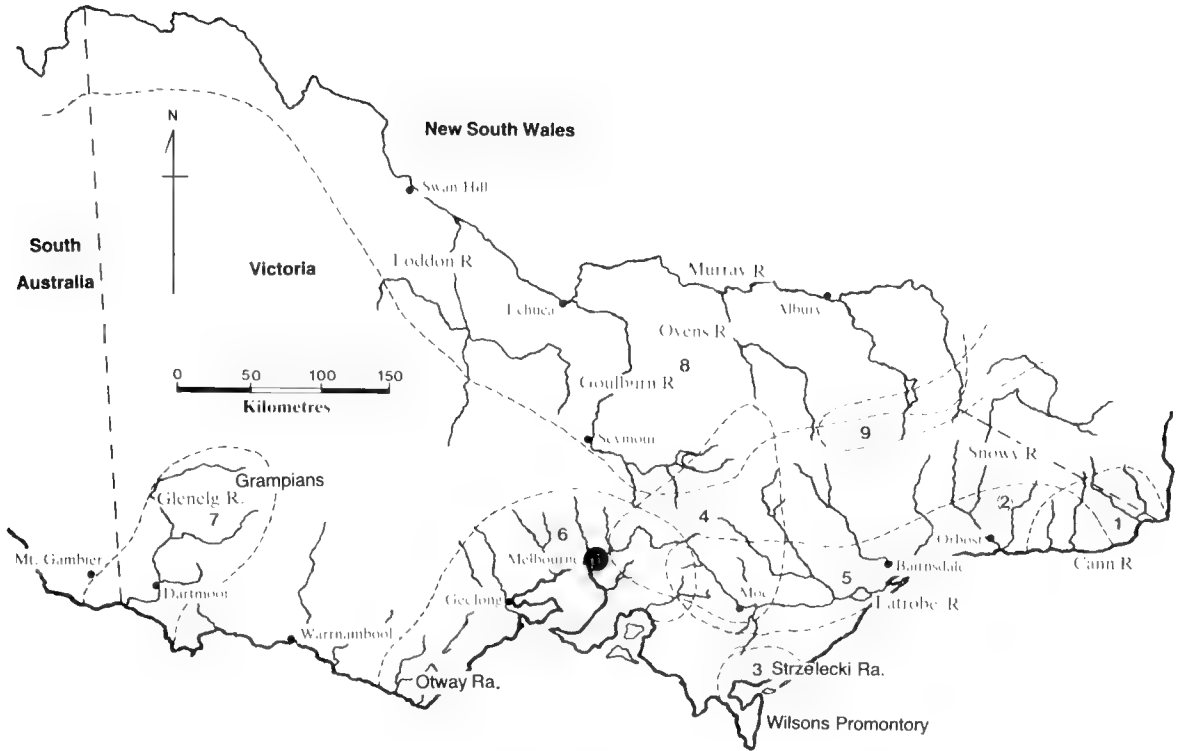 N
New South Wales
Swan Hill
South
Australia
Victoria
Loddon R
Murray R
Echuca
Albury
Ovens R
8
0 50 100 150
Kilometres
Goulburn R
9
Seymour
Snowy R
Grampians
Glenelg R.
7
2
4
1
6
Orbost
Mt. Gambier
Melbourne
Bairnsdale
Cann R
5
Dartmoor
Geelong
Moe
Latrobe R
Warrnambool
3 Strzelecki Ra.
Otway Ra.
Wilsons Promontory